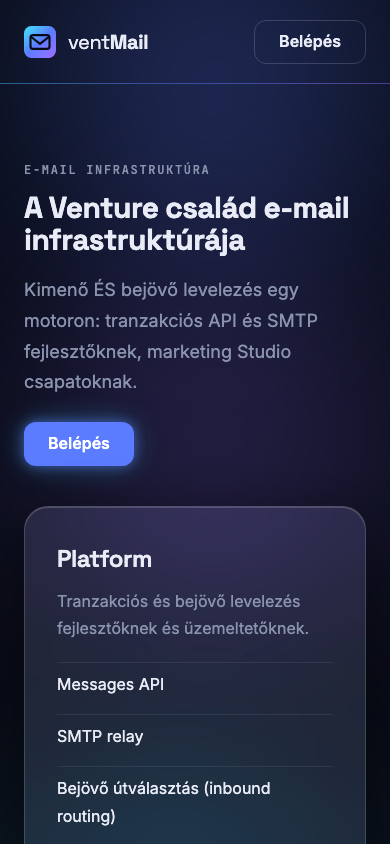 ventMail
Belépés
E-MAIL INFRASTRUKTÚRA
A Venture család e-mail
infrastruktúrája
Kimenő ÉS bejövő levelezés egy
motoron: tranzakciós API és SMTP
fejlesztőknek, marketing Studio
csapatoknak.
Belépés
Platform
Tranzakciós és bejövő levelezés
fejlesztőknek és üzemeltetőknek.
Messages API
SMTP relay
Bejövő útválasztás (inbound
routing)